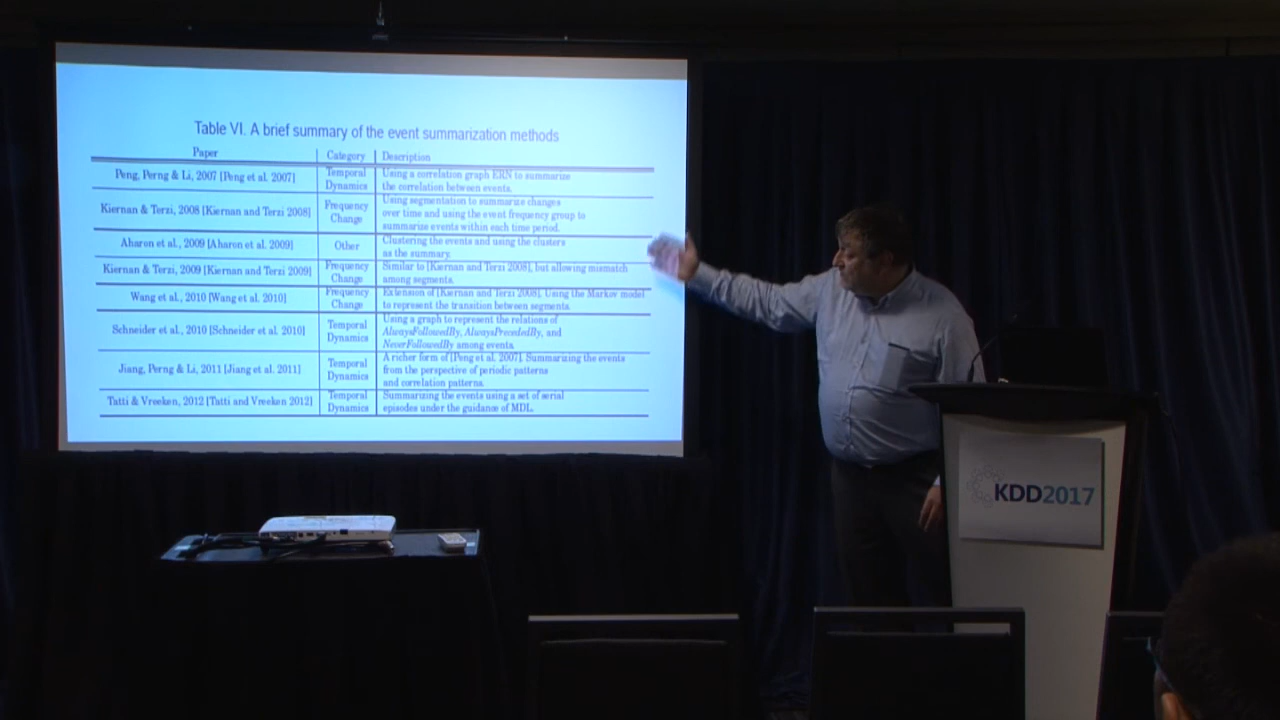 Table VI. A brief summary of the event summarization methods
Paper Category Description
Peng, Perng & Li, 2007 [Peng et al. 2007] Temporal Dynamics Using a correlation graph ERN to summarize
the correlation between events.
Kiernan & Terzi, 2008 [Kiernan and Terzi 2008] Frequency Change Using segmentation to summarize changes
over time and using the event frequency group to
summarize events within each time period.
Aharon et al., 2009 [Aharon et al. 2009] Other Clustering the events and using the clusters
as the summary.
Kiernan & Terzi, 2009 [Kiernan and Terzi 2009] Frequency Change Similar to [Kiernan and Terzi 2008], but allowing mismatch
among segments.
Wang et al., 2010 [Wang et al. 2010] Frequency Change Extension of [Kiernan and Terzi 2008]. Using the Markov model
to represent the transition between segments.
Schneider et al., 2010 [Schneider et al. 2010] Temporal Dynamics Using a graph to represent the relations of
AlwaysFollowedBy, AlwaysPrecededBy, and
NeverFollowedBy among events.
Jiang, Perng & Li, 2011 [Jiang et al. 2011] Temporal Dynamics A richer form of [Peng et al. 2007]. Summarizing the events
from the perspective of periodic patterns
and correlation patterns.
Tatti & Vreeken, 2012 [Tatti and Vreeken 2012] Temporal Dynamics Summarizing the events using a set of serial
episodes under the guidance of MDL.
KDD2017